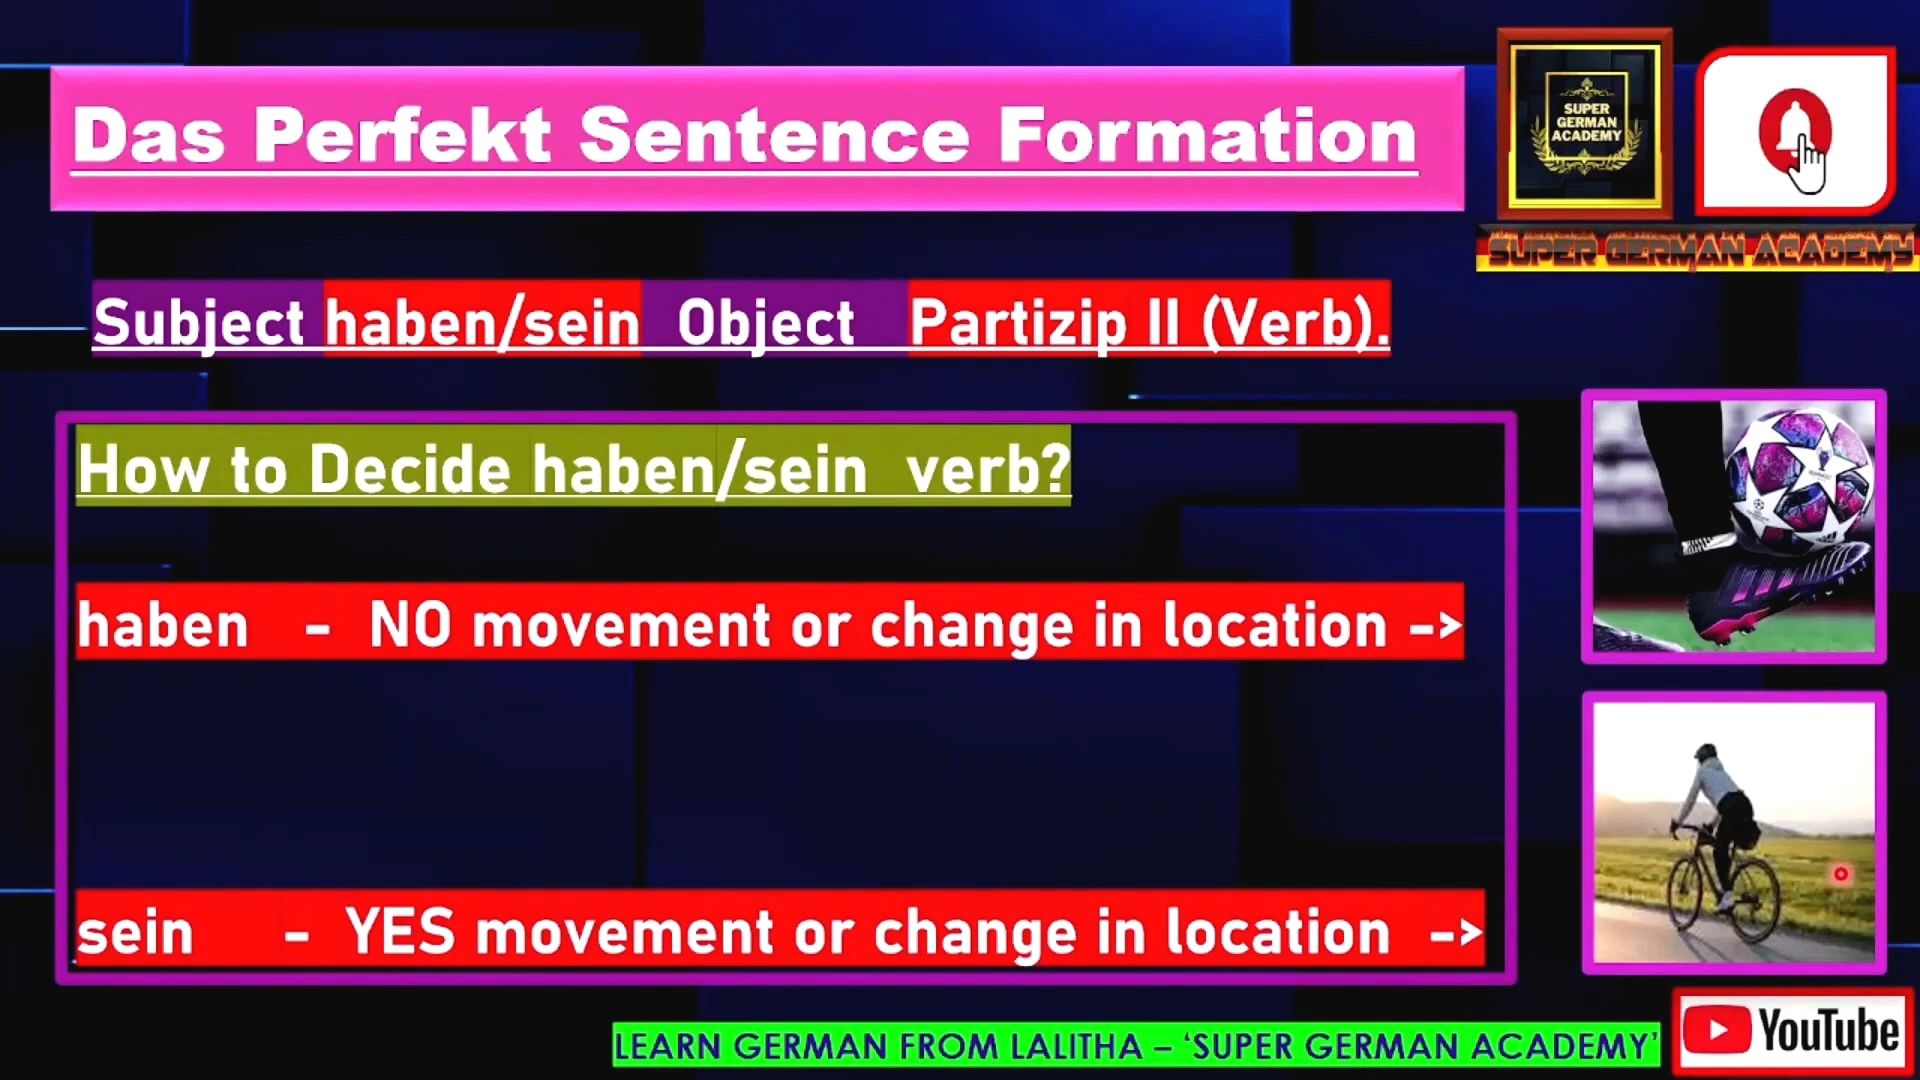 Das Perfekt Sentence Formation
SUPER
GERMAN
ACADEMY
SUPER GERMAN ACADEMY
Subject haben/sein Object Partizip II (Verb).
How to Decide haben/sein verb?
haben - NO movement or change in location ->
sein - YES movement or change in location ->
LEARN GERMAN FROM LALITHA – ‘SUPER GERMAN ACADEMY’
YouTube